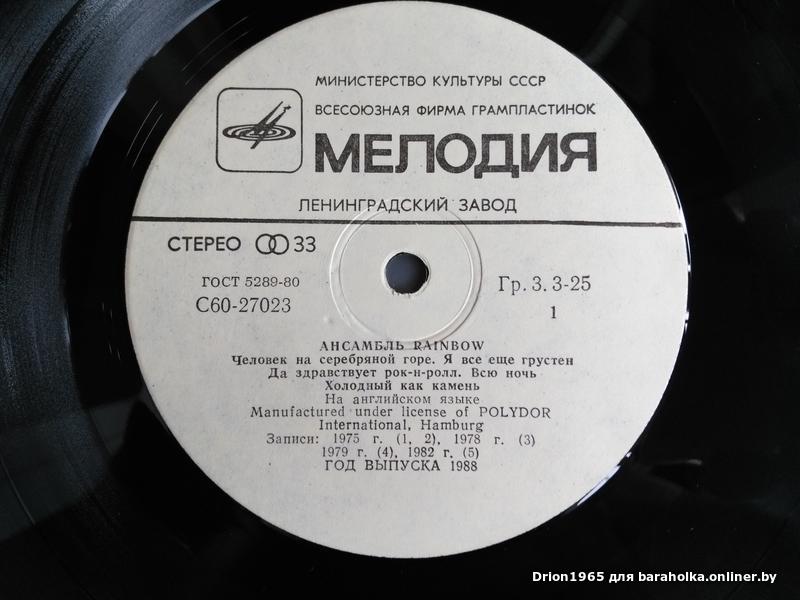 МИНИСТЕРСТВО КУЛЬТУРЫ СССР
ВСЕСОЮЗНАЯ ФИРМА ГРАМПЛАСТИНОК
МЕЛОДИЯ
ЛЕНИНГРАДСКИЙ ЗАВОД
СТЕРЕО 33
ГОСТ 5289-80
С60-27023
Гр. 3. 3-25
1
АНСАМБЛЬ RAINBOW
Человек на серебряной горе. Я все еще грустен
Да здравствует рок-н-ролл. Всю ночь
Холодный как камень
На английском языке
Manufactured under license of POLYDOR
International, Hamburg
Записи: 1975 г. (1, 2), 1978 г. (3)
1979 г. (4), 1982 г. (5)
ГОД ВЫПУСКА 1988
Drion1965 для baraholka.onliner.by